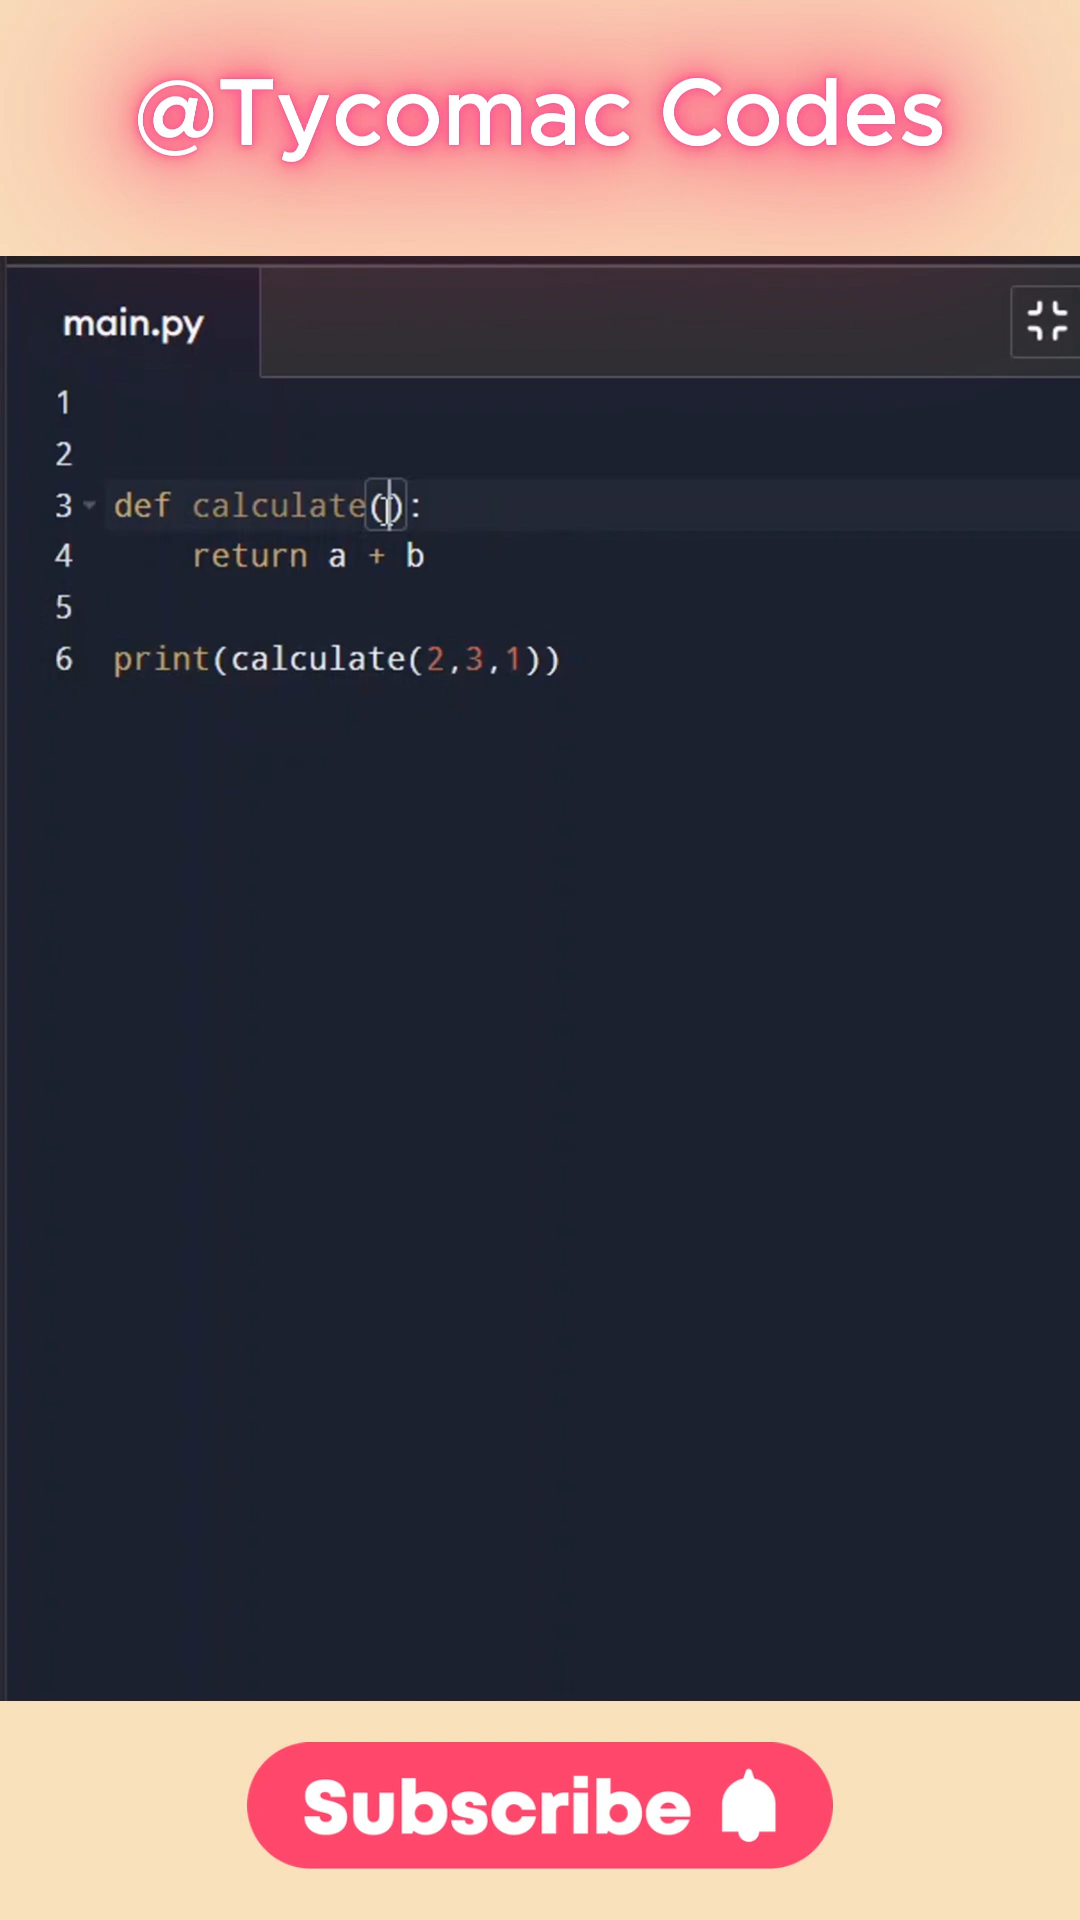 @Tycomac Codes
main.py
1
2
3 def calculate():
4     return a + b
5
6 print(calculate(2,3,1))
Subscribe